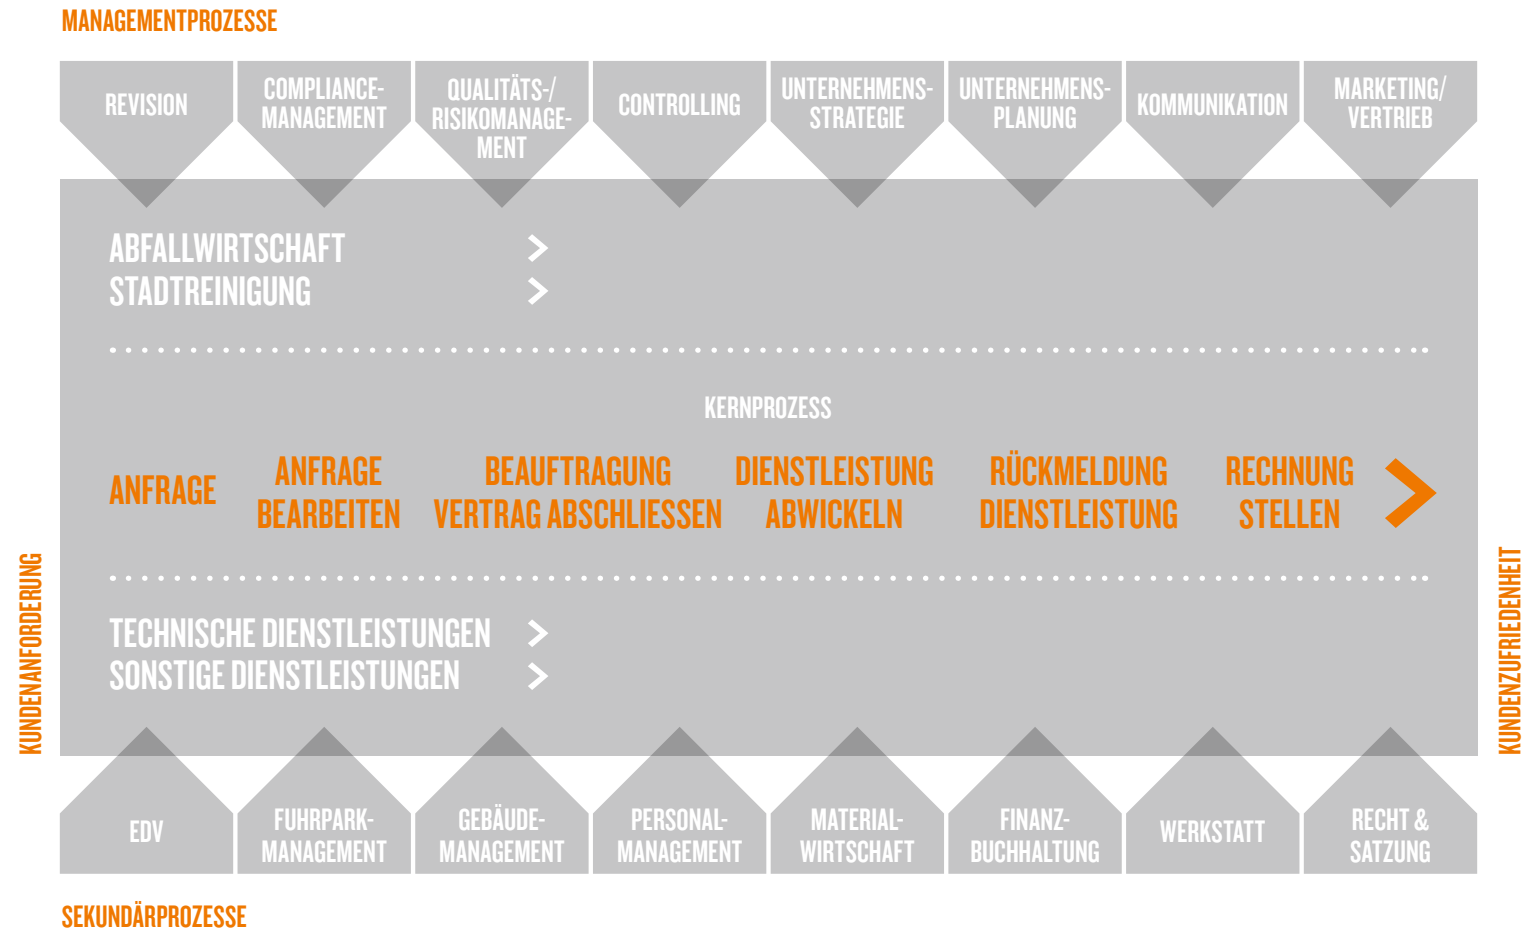 MANAGEMENTPROZESSE
REVISION
COMPLIANCE-
MANAGEMENT
QUALITÄTS-/
RISIKOMANAGE-
MENT
CONTROLLING
UNTERNEHMENS-
STRATEGIE
UNTERNEHMENS-
PLANUNG
KOMMUNIKATION
MARKETING/
VERTRIEB
ABFALLWIRTSCHAFT
STADTREINIGUNG
KERNPROZESS
ANFRAGE
ANFRAGE
BEARBEITEN
BEAUFTRAGUNG
VERTRAG ABSCHLIESSEN
DIENSTLEISTUNG
ABWICKELN
RÜCKMELDUNG
DIENSTLEISTUNG
RECHNUNG
STELLEN
KUNDENANFORDERUNG
KUNDENZUFRIEDENHEIT
TECHNISCHE DIENSTLEISTUNGEN
SONSTIGE DIENSTLEISTUNGEN
EDV
FUHRPARK-
MANAGEMENT
GEBÄUDE-
MANAGEMENT
PERSONAL-
MANAGEMENT
MATERIAL-
WIRTSCHAFT
FINANZ-
BUCHHALTUNG
WERKSTATT
RECHT &
SATZUNG
SEKUNDÄRPROZESSE